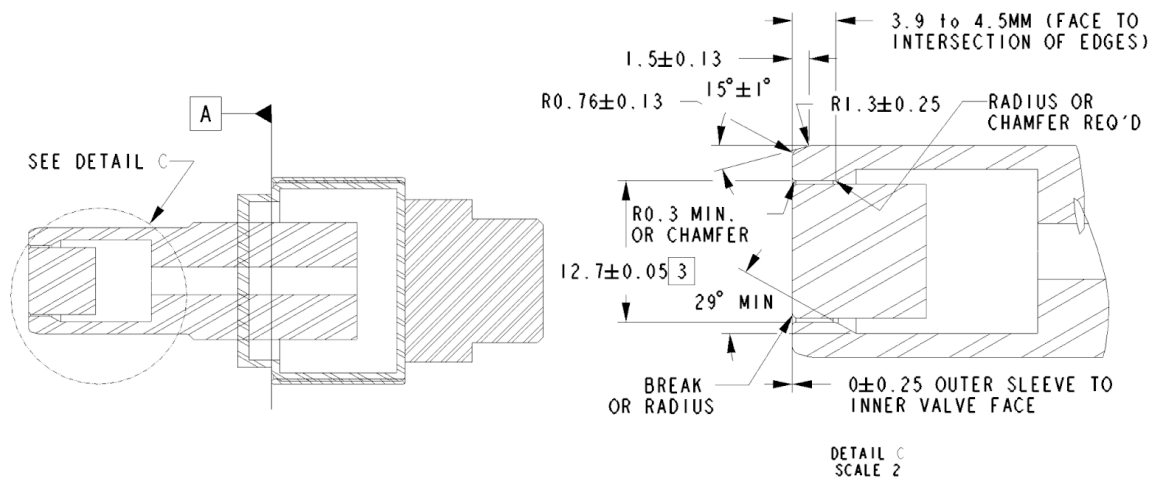 3.9 to 4.5MM (FACE TO
INTERSECTION OF EDGES)
1.5±0.13
15°±1°
R0.76±0.13
R1.3±0.25
RADIUS OR
CHAMFER REQ'D
A
SEE DETAIL C
R0.3 MIN.
OR CHAMFER
12.7±0.05 3
29° MIN
BREAK
OR RADIUS
0±0.25 OUTER SLEEVE TO
INNER VALVE FACE
DETAIL C
SCALE 2